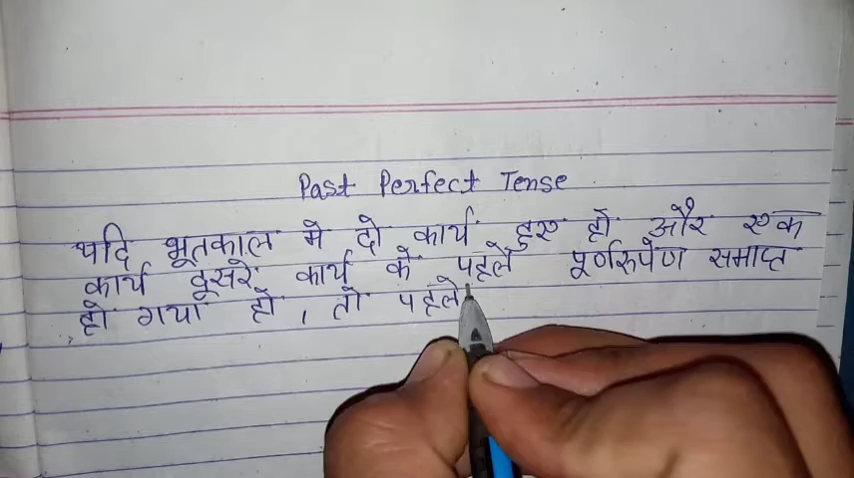 Past Perfect Tense
यदि भूतकाल मे दो कार्य हुए हो और एक
कार्य दूसरे कार्य के पहले पूर्णरुपेण समाप्त
हो गया हो, तो पहले